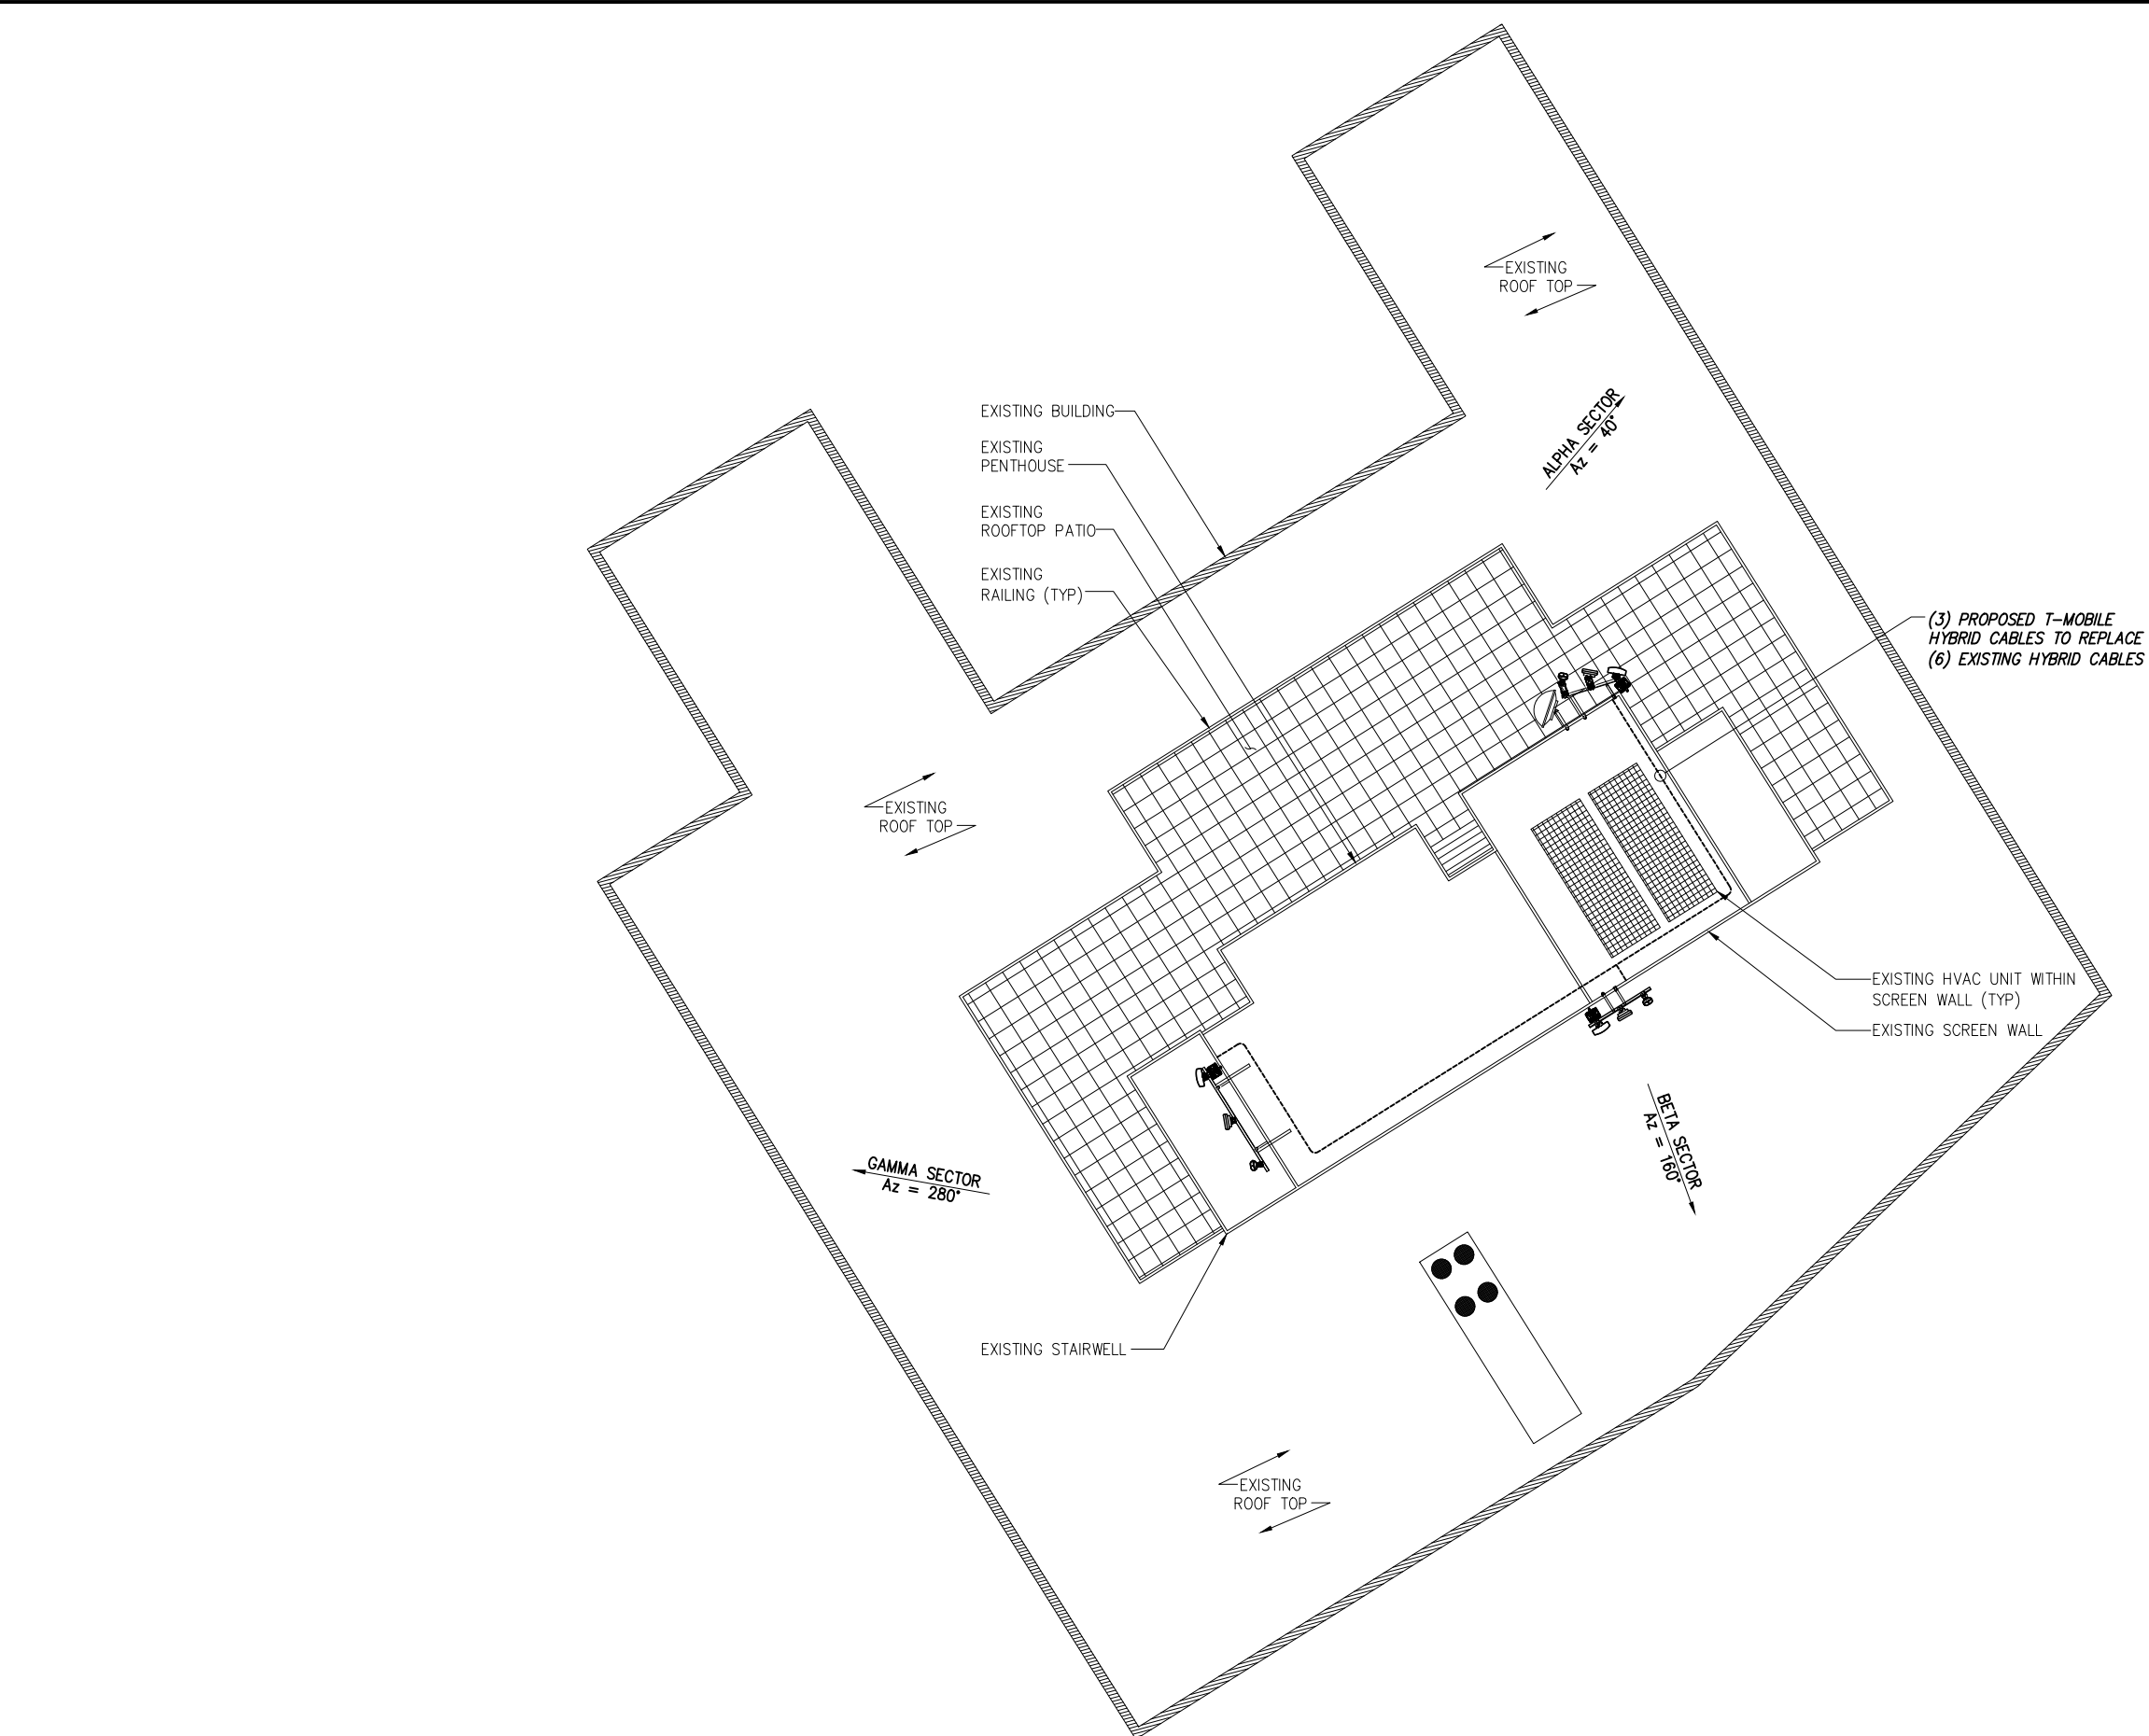 EXISTING
ROOF TOP
ALPHA SECTOR
Az = 40°
EXISTING BUILDING
EXISTING
PENTHOUSE
EXISTING
ROOFTOP PATIO
EXISTING
RAILING (TYP)
(3) PROPOSED T-MOBILE
HYBRID CABLES TO REPLACE
(6) EXISTING HYBRID CABLES
EXISTING
ROOF TOP
EXISTING HVAC UNIT WITHIN
SCREEN WALL (TYP)
EXISTING SCREEN WALL
BETA SECTOR
Az = 160°
GAMMA SECTOR
Az = 280°
EXISTING STAIRWELL
EXISTING
ROOF TOP